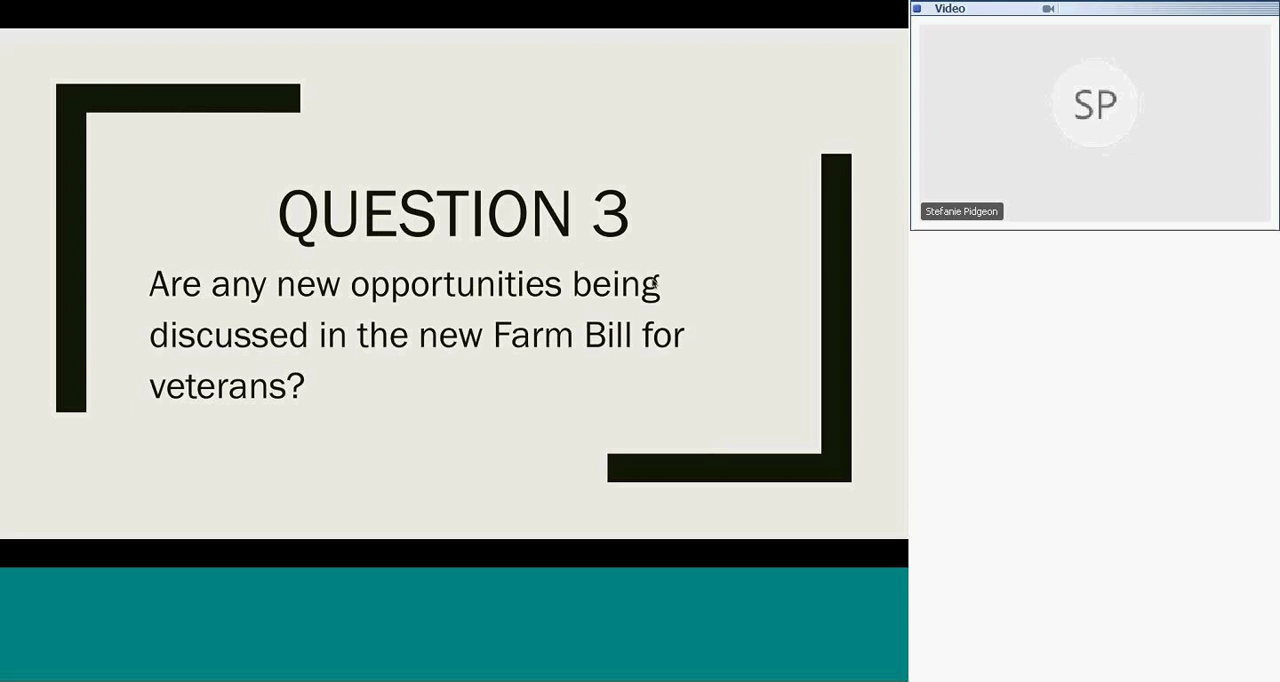 QUESTION 3
Are any new opportunities being
discussed in the new Farm Bill for
veterans?
Video
SP
Stefanie Pidgeon